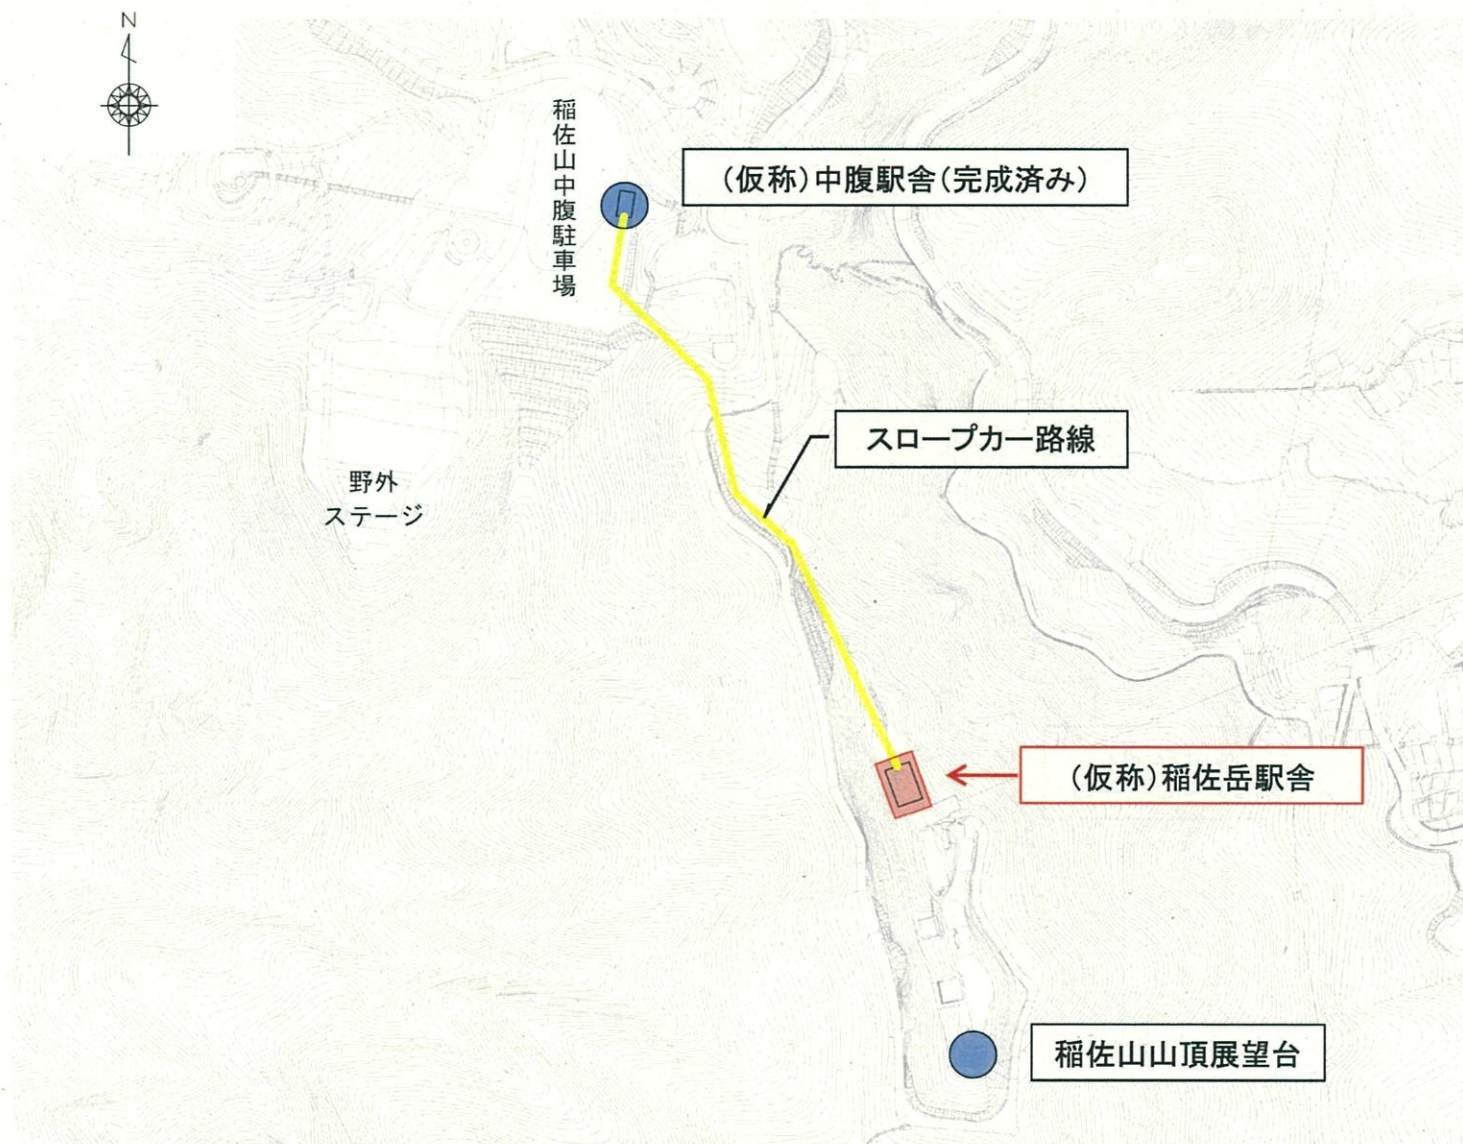 N
稲佐山中腹駐車場
（仮称）中腹駅舎（完成済み）
スロープカー路線
野外
ステージ
（仮称）稲佐岳駅舎
稲佐山山頂展望台